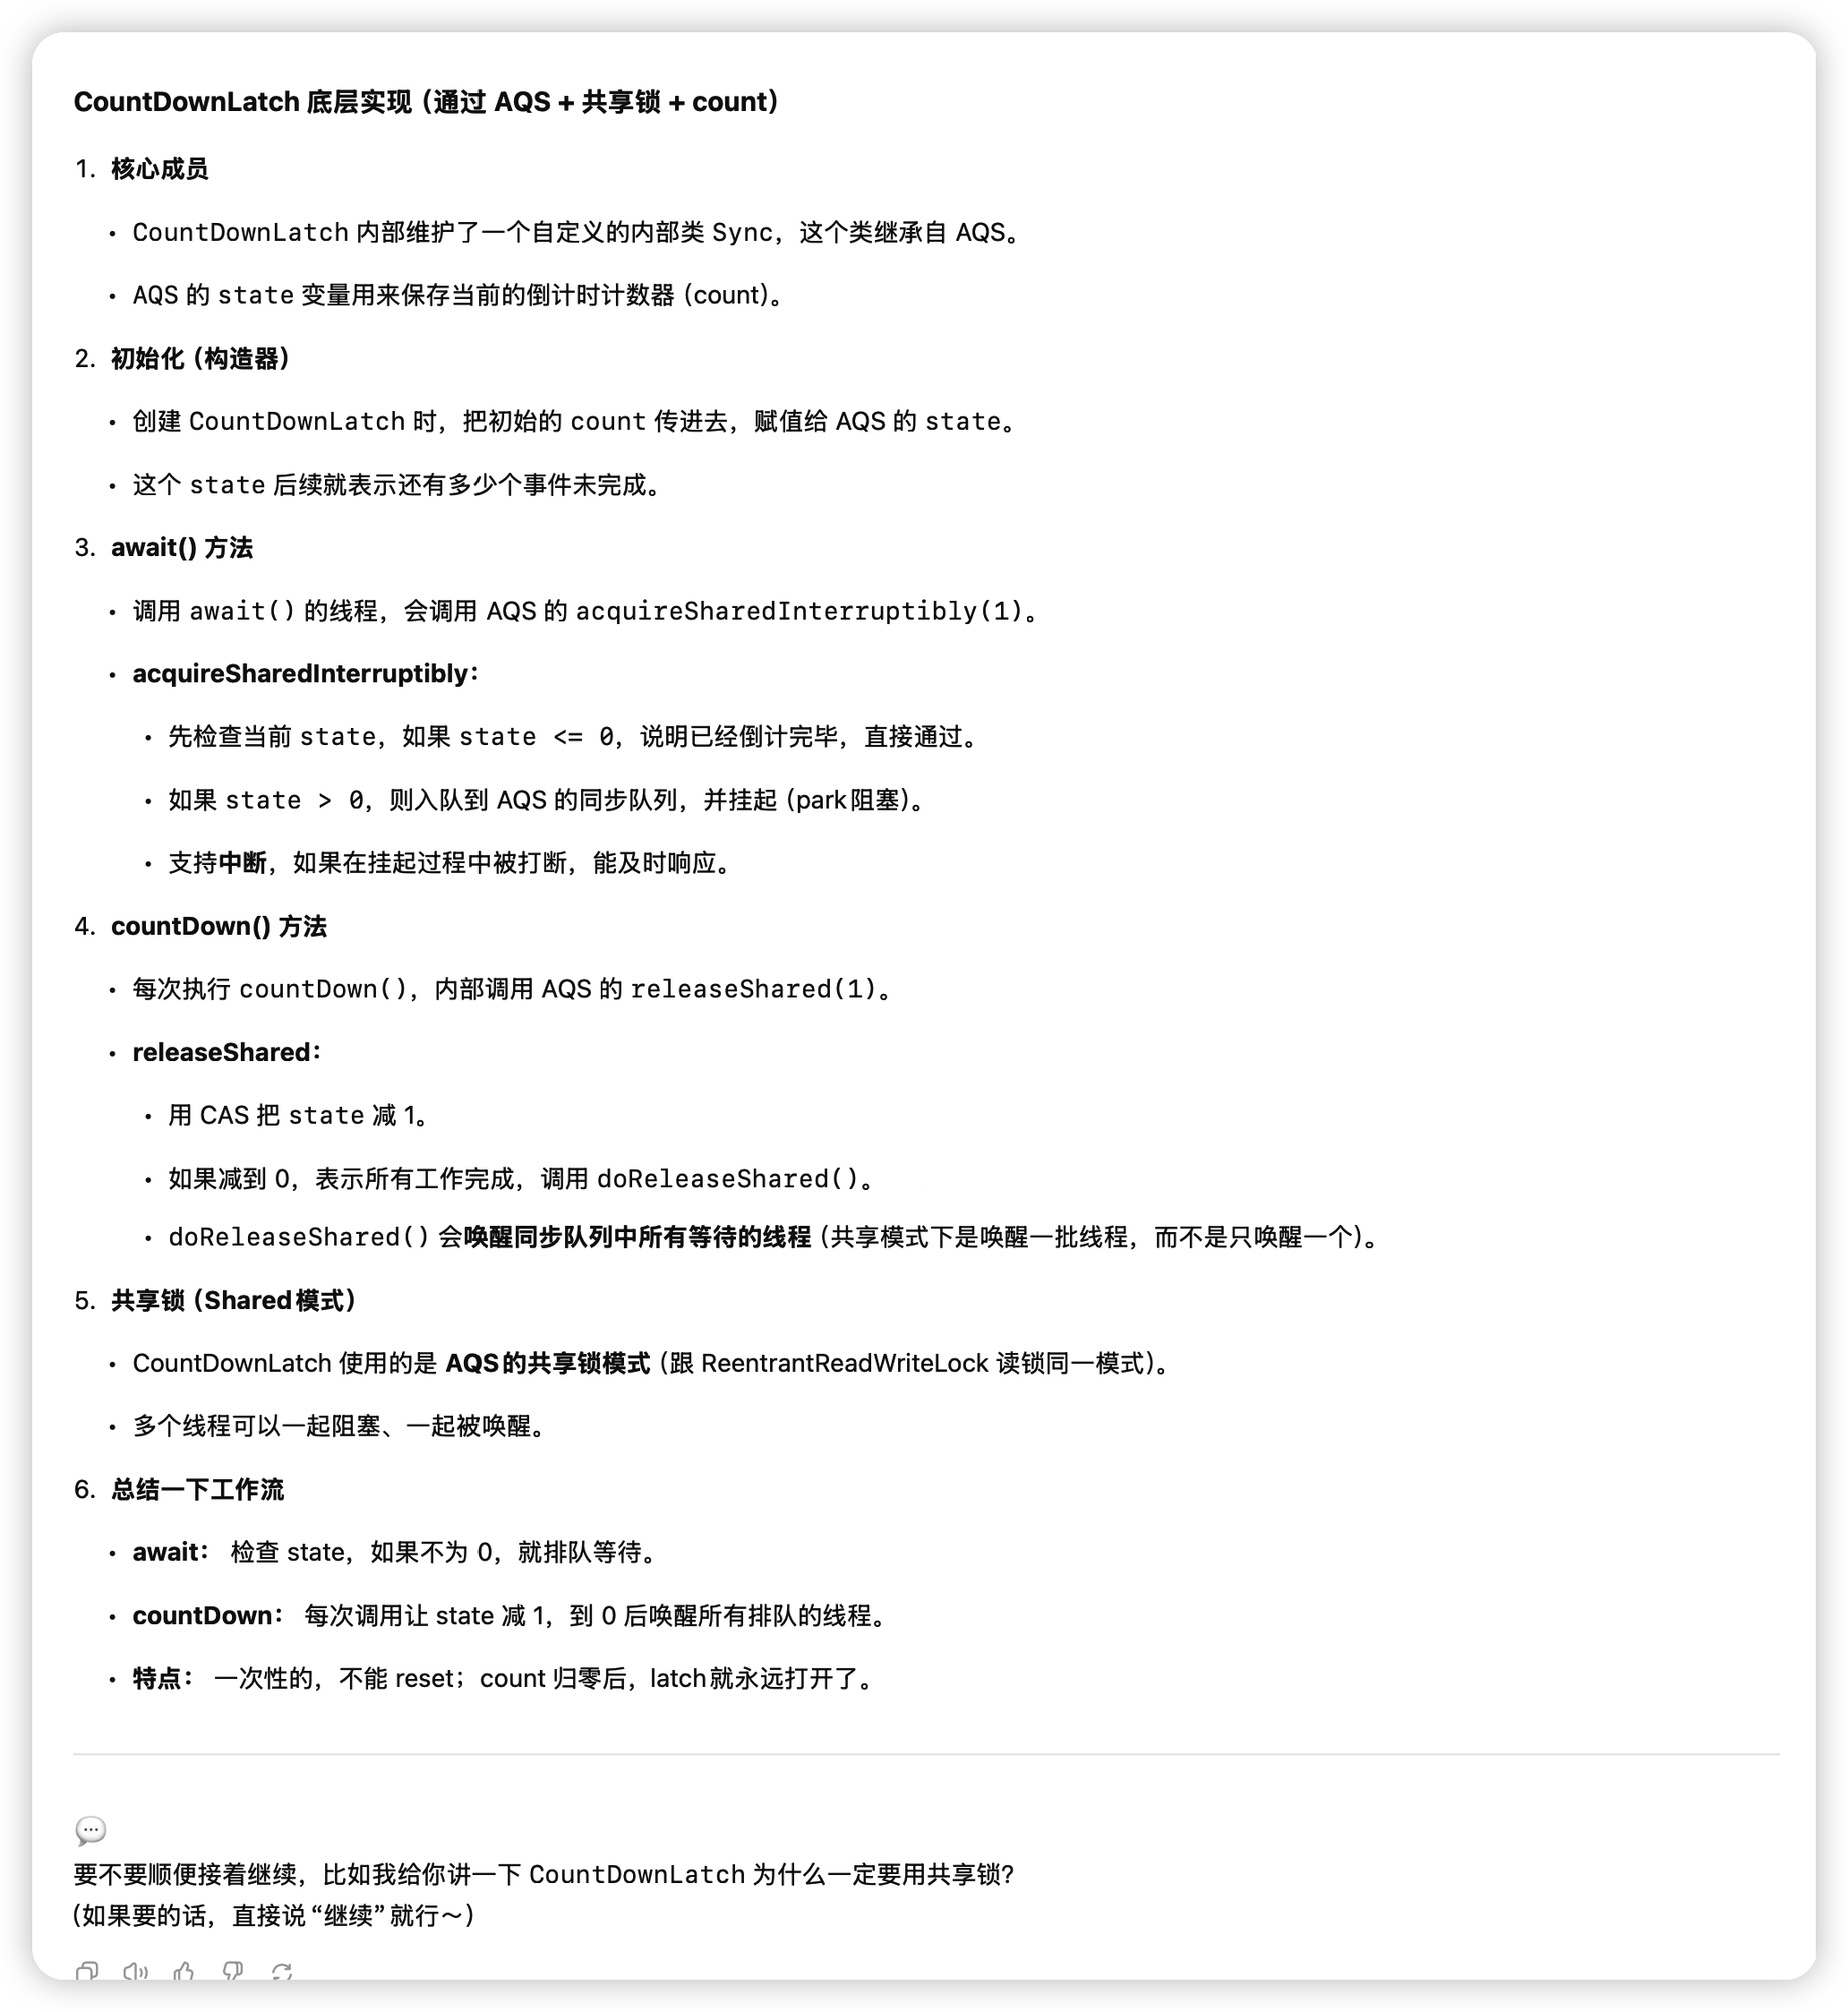 CountDownLatch 底层实现（通过 AQS + 共享锁 + count）
1. 核心成员
• CountDownLatch 内部维护了一个自定义的内部类 Sync，这个类继承自 AQS。
• AQS 的 state 变量用来保存当前的倒计时计数器（count）。
2. 初始化（构造器）
• 创建 CountDownLatch 时，把初始的 count 传进去，赋值给 AQS 的 state。
• 这个 state 后续就表示还有多少个事件未完成。
3. await() 方法
• 调用 await() 的线程，会调用 AQS 的 acquireSharedInterruptibly(1)。
• acquireSharedInterruptibly：
• 先检查当前 state，如果 state <= 0，说明已经倒计完毕，直接通过。
• 如果 state > 0，则入队到 AQS 的同步队列，并挂起（park阻塞）。
• 支持中断，如果在挂起过程中被打断，能及时响应。
4. countDown() 方法
• 每次执行 countDown()，内部调用 AQS 的 releaseShared(1)。
• releaseShared：
• 用 CAS 把 state 减 1。
• 如果减到 0，表示所有工作完成，调用 doReleaseShared()。
• doReleaseShared() 会唤醒同步队列中所有等待的线程（共享模式下是唤醒一批线程，而不是只唤醒一个）。
5. 共享锁（Shared模式）
• CountDownLatch 使用的是 AQS的共享锁模式（跟 ReentrantReadWriteLock 读锁同一模式）。
• 多个线程可以一起阻塞、一起被唤醒。
6. 总结一下工作流
• await： 检查 state，如果不为 0，就排队等待。
• countDown： 每次调用让 state 减 1，到 0 后唤醒所有排队的线程。
• 特点： 一次性的，不能 reset；count 归零后，latch就永远打开了。
要不要顺便接着继续，比如我给你讲一下 CountDownLatch 为什么一定要用共享锁？
（如果要的话，直接说“继续”就行～）